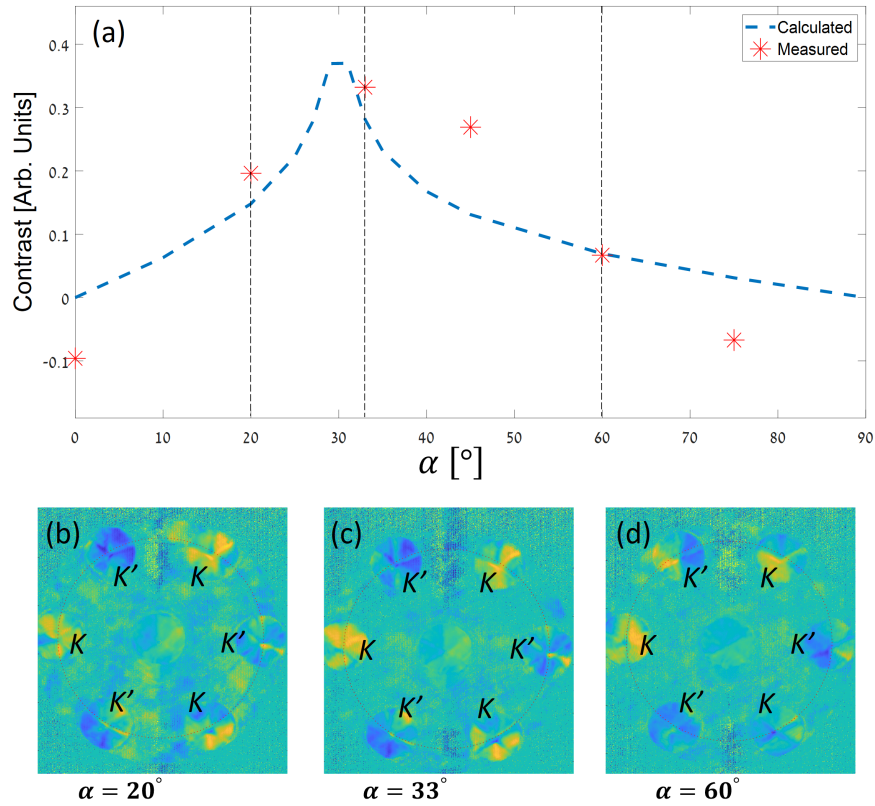 (a)
Calculated
Measured
Contrast [Arb. Units]
0.4
0.3
0.2
0.1
0
-0.1
0 10 20 30 40 50 60 70 80 90
α [°]
(b) (c) (d)
K’ K K’ K K’ K
K K’ K K’ K K’
K’ K K’ K K’ K
α = 20° α = 33° α = 60°